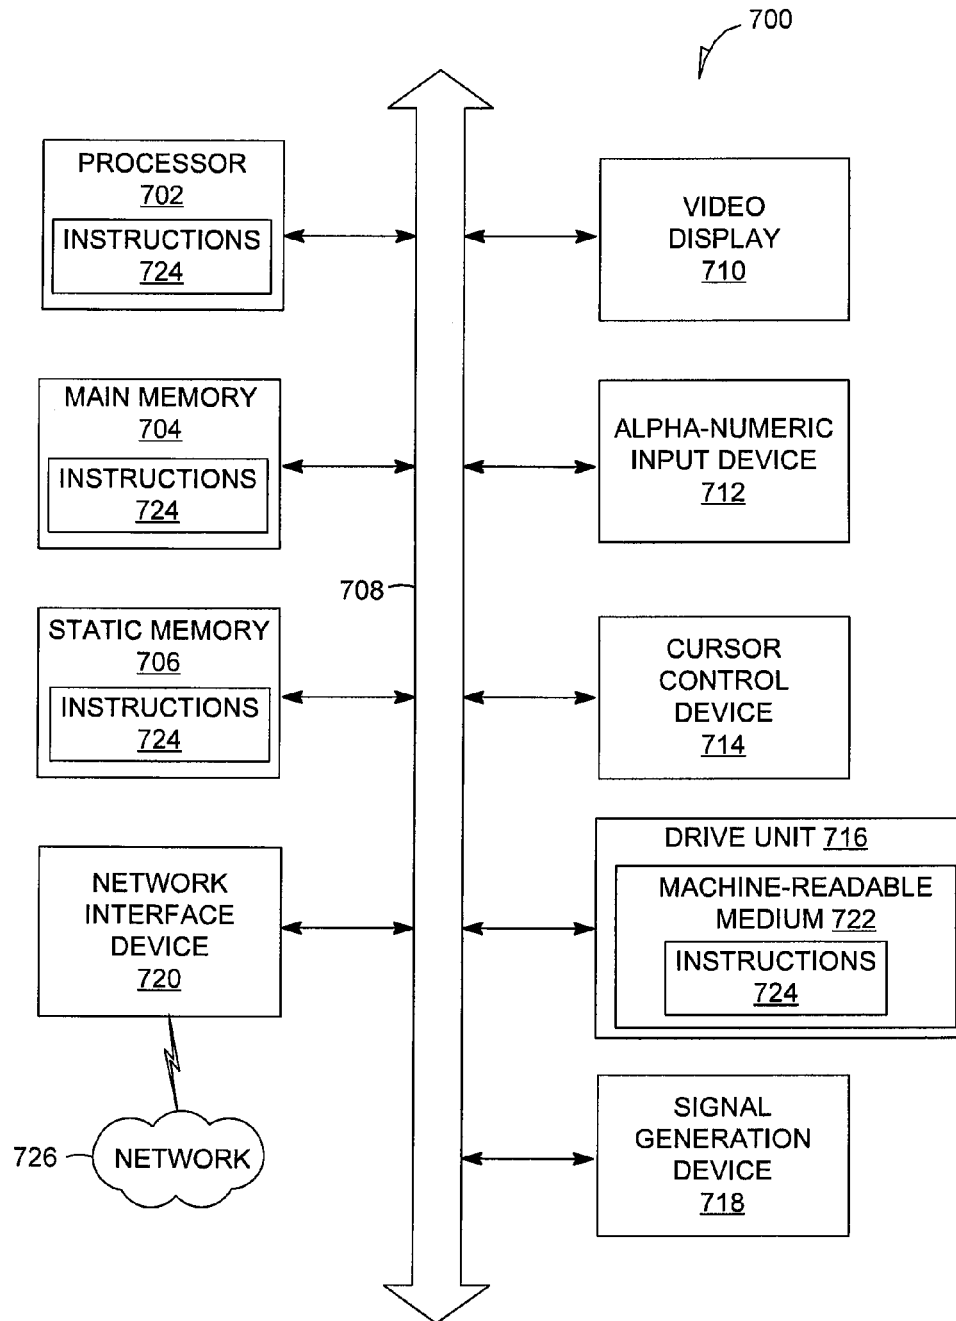 700
PROCESSOR
702
INSTRUCTIONS
724
VIDEO
DISPLAY
710
MAIN MEMORY
704
INSTRUCTIONS
724
ALPHA-NUMERIC
INPUT DEVICE
712
708
STATIC MEMORY
706
INSTRUCTIONS
724
CURSOR
CONTROL
DEVICE
714
NETWORK
INTERFACE
DEVICE
720
DRIVE UNIT 716
MACHINE-READABLE
MEDIUM 722
INSTRUCTIONS
724
726
NETWORK
SIGNAL
GENERATION
DEVICE
718